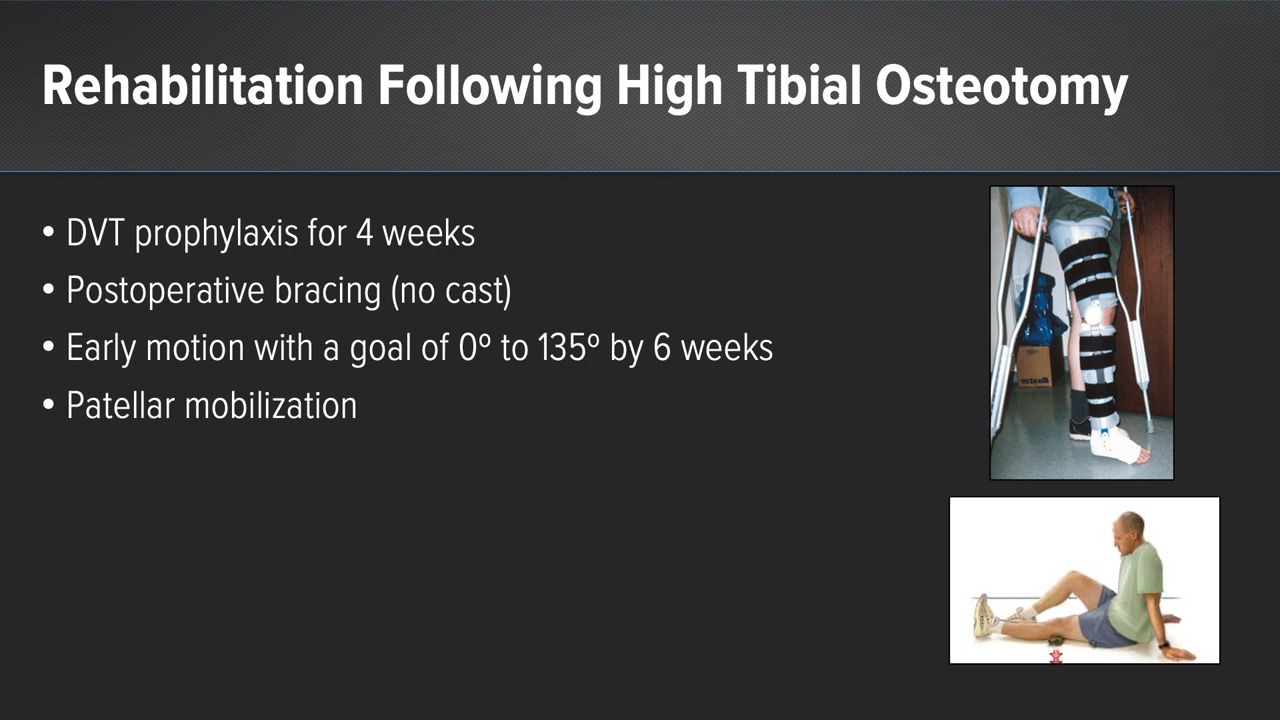 Rehabilitation Following High Tibial Osteotomy
• DVT prophylaxis for 4 weeks
• Postoperative bracing (no cast)
• Early motion with a goal of 0º to 135º by 6 weeks
• Patellar mobilization